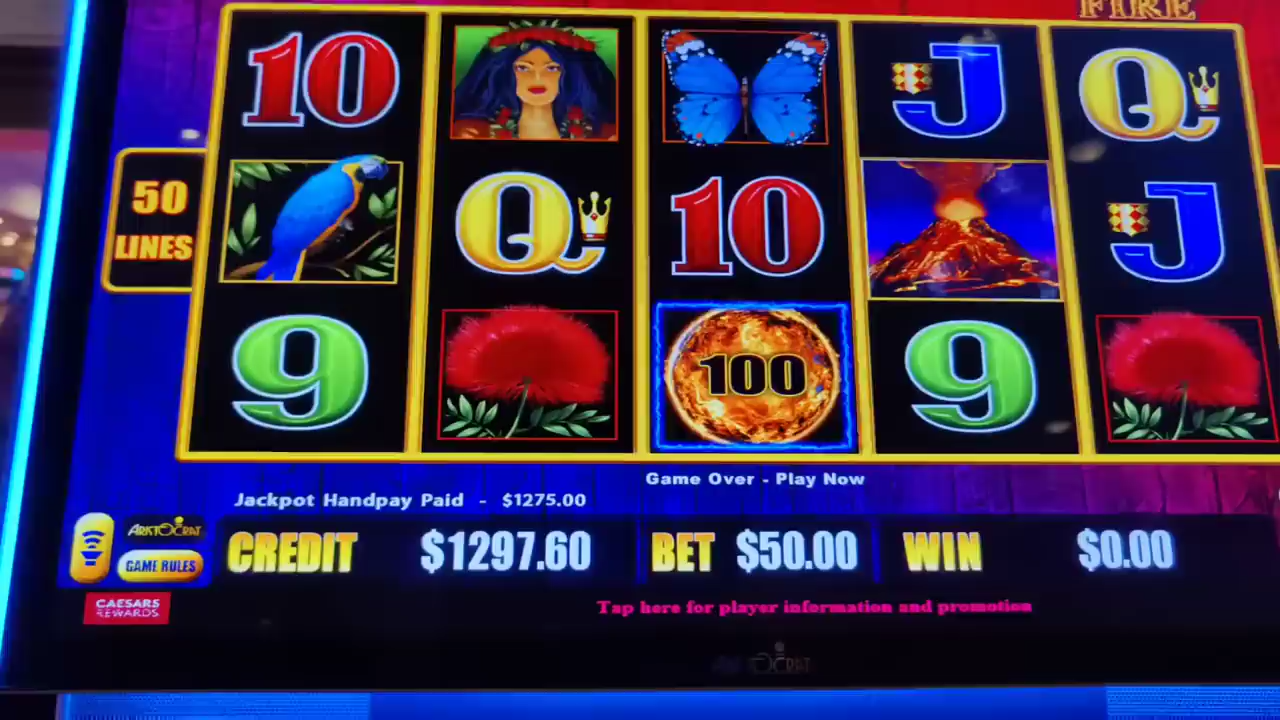 FIRE
10
J
Q
50
LINES
Q
10
J
9
100
9
Game Over - Play Now
Jackpot Handpay Paid - $1275.00
ARISTOCRAT
GAME RULES
CREDIT $1297.60 BET $50.00 WIN $0.00
CAESARS
REWARDS
Tap here for player information and promotion